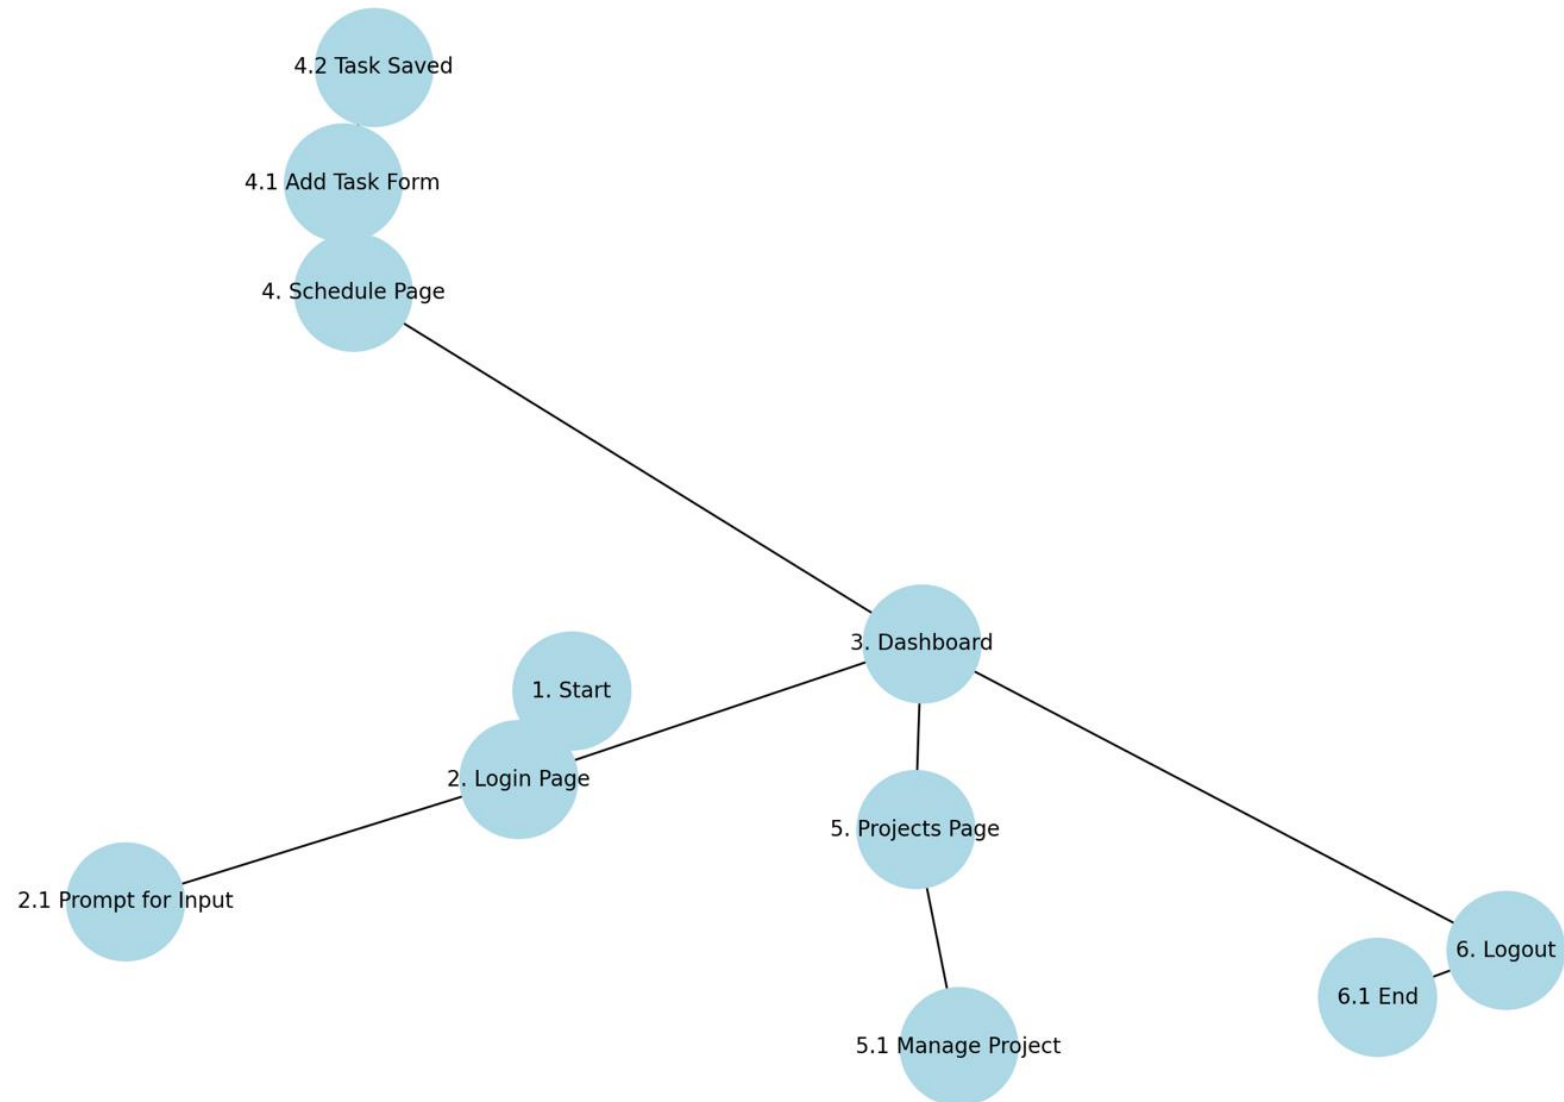 4.2 Task Saved
4.1 Add Task Form
4. Schedule Page
3. Dashboard
1. Start
2. Login Page
5. Projects Page
2.1 Prompt for Input
6. Logout
6.1 End
5.1 Manage Project